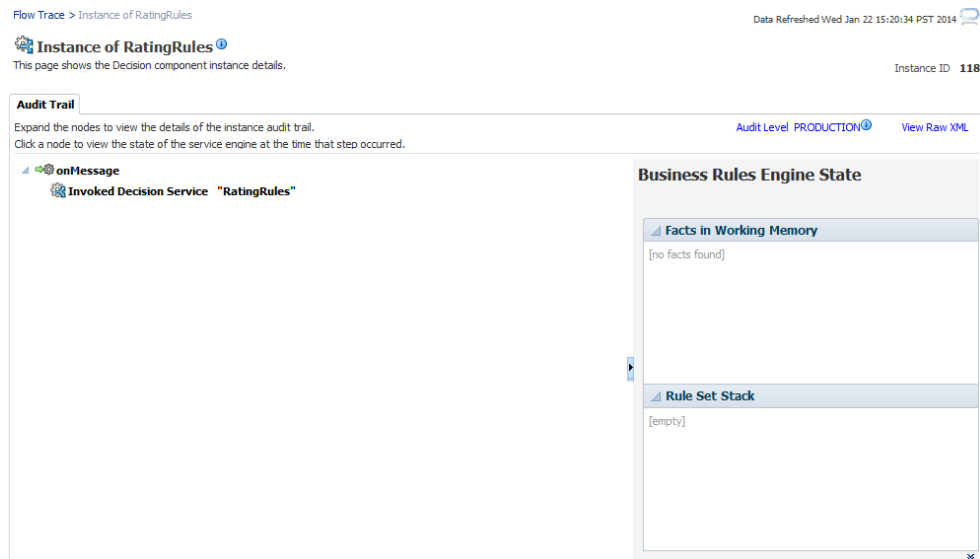 Flow Trace > Instance of RatingRules
Data Refreshed Wed Jan 22 15:20:34 PST 2014
Instance of RatingRules
This page shows the Decision component instance details.
Instance ID 118
Audit Trail
Expand the nodes to view the details of the instance audit trail.
Click a node to view the state of the service engine at the time that step occurred.
Audit Level PRODUCTION
View Raw XML
onMessage
Invoked Decision Service "RatingRules"
Business Rules Engine State
Facts in Working Memory
[no facts found]
Rule Set Stack
[empty]